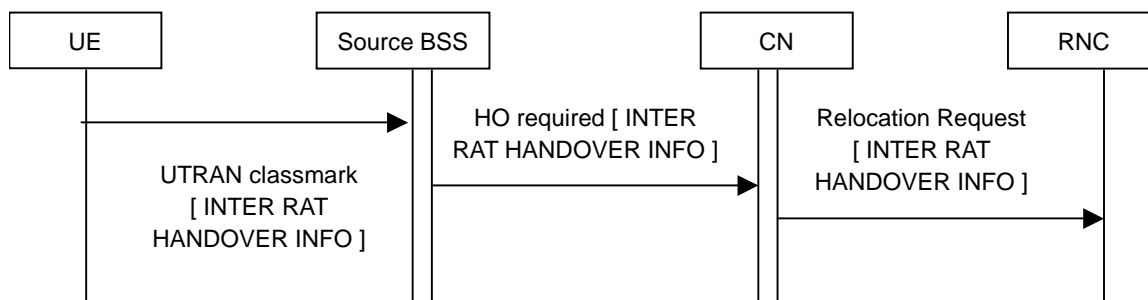 UE
Source BSS
CN
RNC
HO required [ INTER
RAT HANDOVER INFO ]
Relocation Request
[ INTER RAT
HANDOVER INFO ]
UTRAN classmark
[ INTER RAT
HANDOVER INFO ]